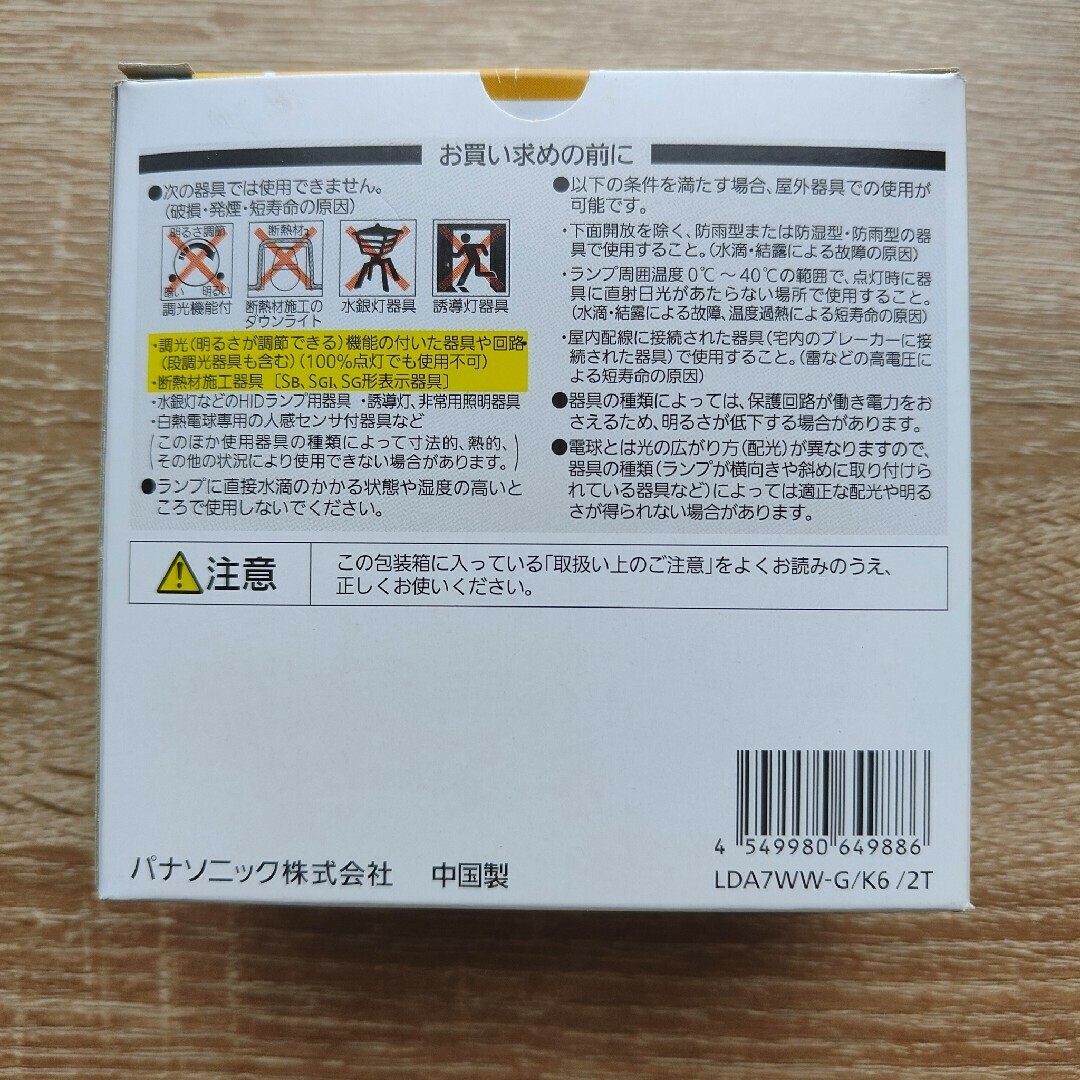 お買い求めの前に
●次の器具では使用できません。
(破損・発煙・短寿命の原因)
明るさ調節
暗い 明るい
調光機能付
断熱材
断熱材施工の
ダウンライト
水銀灯器具
誘導灯器具
・調光(明るさが調節できる)機能の付いた器具や回路
(段調光器具も含む)(100%点灯でも使用不可)
・断熱材施工器具 [SB、SGI、SG形表示器具]
・水銀灯などのHIDランプ用器具 ・誘導灯、非常用照明器具
・白熱電球専用の人感センサ付器具など
(このほか使用器具の種類によって寸法的、熱的、
その他の状況により使用できない場合があります。)
●ランプに直接水滴のかかる状態や湿度の高いと
ころで使用しないでください。
●以下の条件を満たす場合、屋外器具での使用が
可能です。
・下面開放を除く、防雨型または防湿型・防雨型の器
具で使用すること。(水滴・結露による故障の原因)
・ランプ周囲温度0℃～40℃の範囲で、点灯時に器
具に直射日光があたらない場所で使用すること。
(水滴・結露による故障、温度過熱による短寿命の原因)
・屋内配線に接続された器具(宅内のブレーカーに接
続された器具)で使用すること。(雷などの高電圧に
よる短寿命の原因)
●器具の種類によっては、保護回路が働き電力をお
さえるため、明るさが低下する場合があります。
●電球とは光の広がり方(配光)が異なりますので、
器具の種類(ランプが横向きや斜めに取り付けら
れている器具など)によっては適正な配光や明る
さが得られない場合があります。
注意
この包装箱に入っている「取扱い上のご注意」をよくお読みのうえ、
正しくお使いください。
4 549980 649886
パナソニック株式会社 中国製
LDA7WW-G/K6/2T